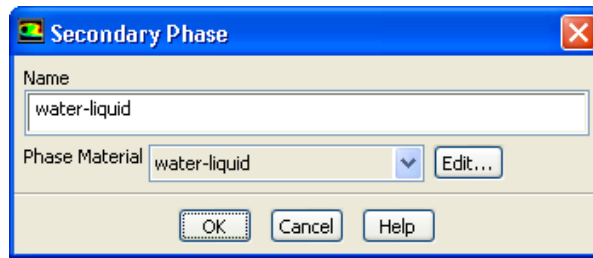 Secondary Phase
Name
water-liquid
Phase Material water-liquid Edit...
OK Cancel Help